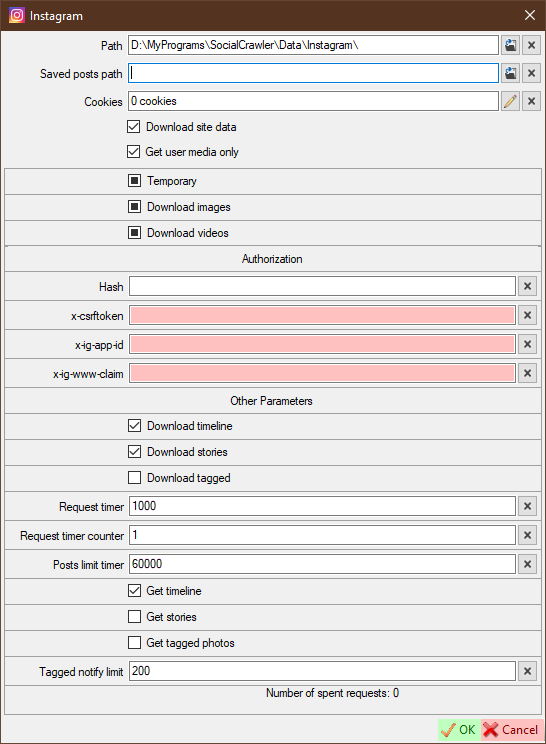 Instagram
Path D:\MyPrograms\SocialCrawler\Data\Instagram\
Saved posts path
Cookies 0 cookies
Download site data
Get user media only
Temporary
Download images
Download videos
Authorization
Hash
x-csrftoken
x-ig-app-id
x-ig-www-claim
Other Parameters
Download timeline
Download stories
Download tagged
Request timer 1000
Request timer counter 1
Posts limit timer 60000
Get timeline
Get stories
Get tagged photos
Tagged notify limit 200
Number of spent requests: 0
OK Cancel